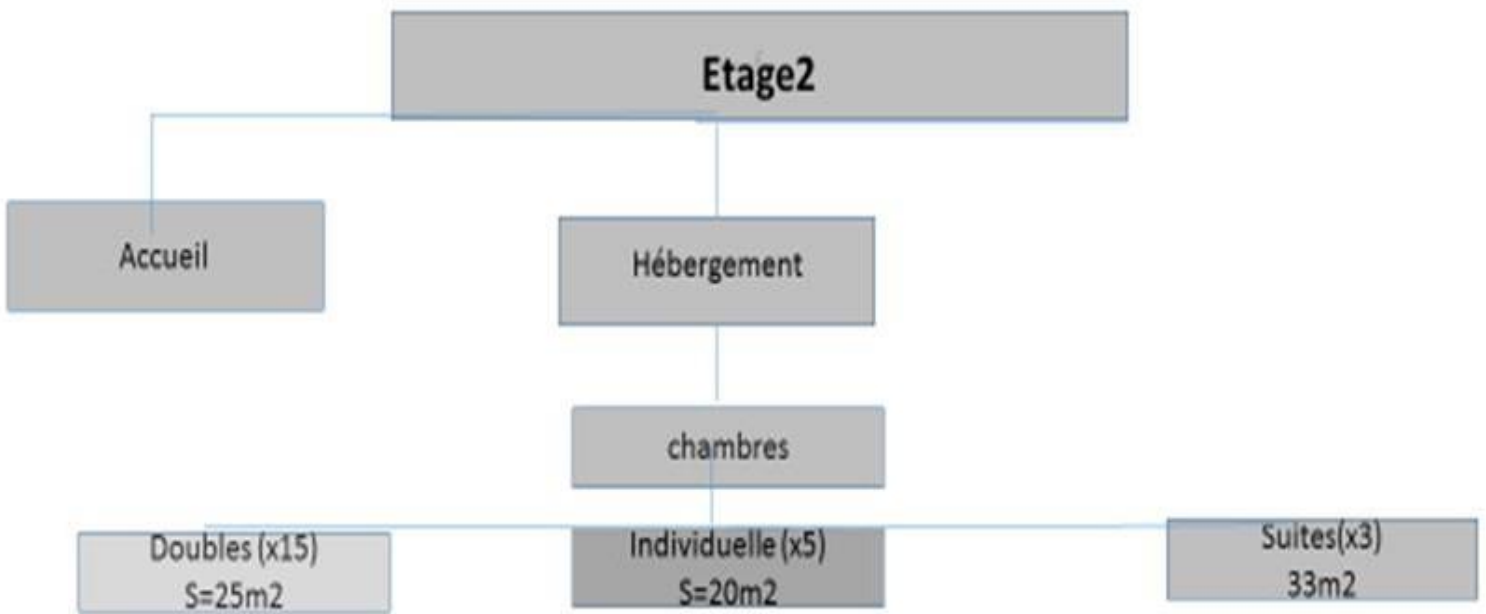 Etage2
Accueil
Hébergement
chambres
Doubles (x15)
S=25m2
Individuelle (x5)
S=20m2
Suites(x3)
33m2